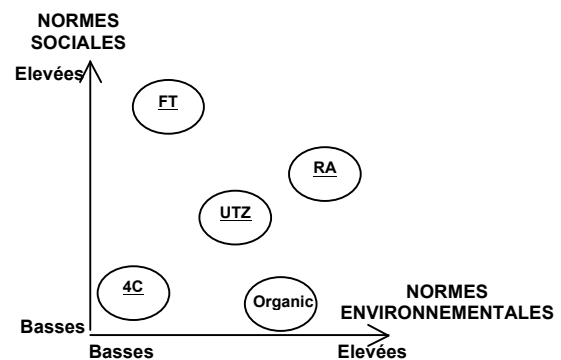 NORMES
SOCIALES
Elevées
FT
RA
UTZ
4C
Organic
NORMES
ENVIRONNEMENTALES
Basses
Basses
Elevées